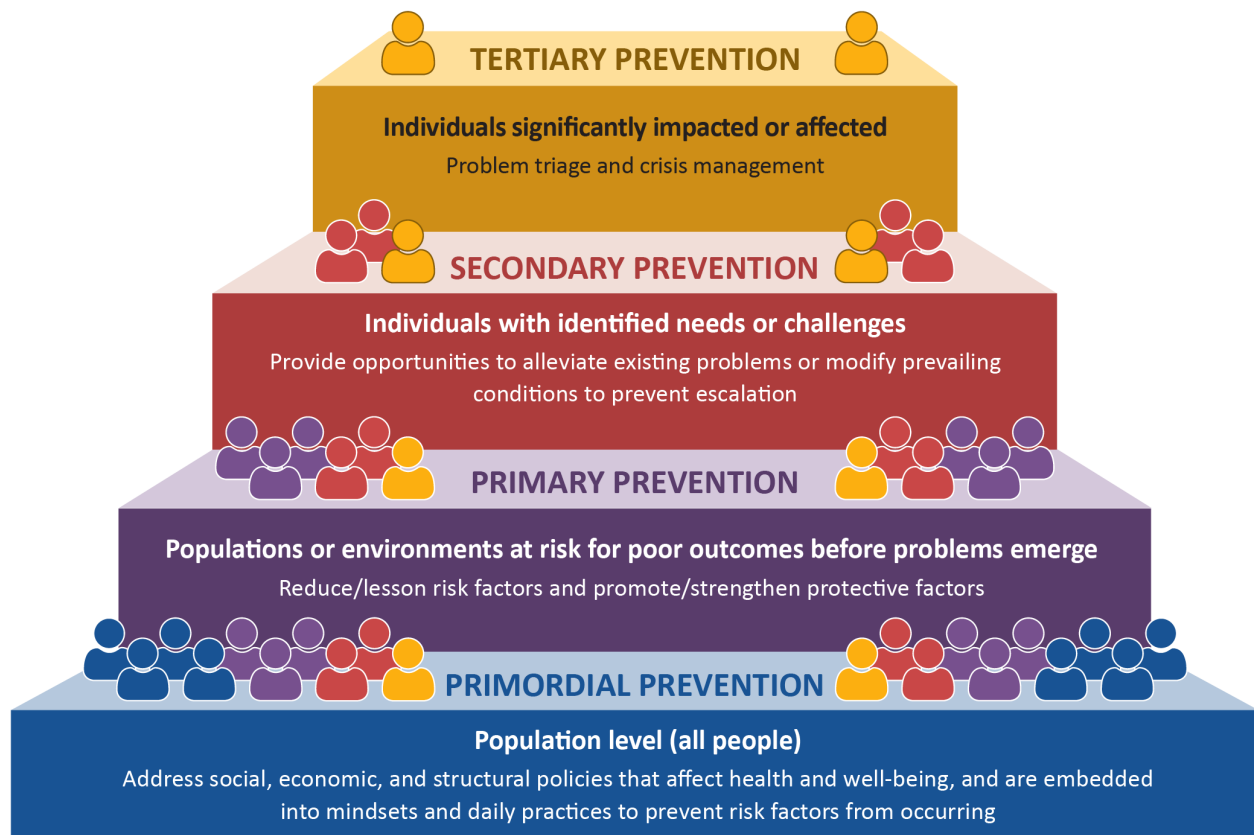 TERTIARY PREVENTION
Individuals significantly impacted or affected
Problem triage and crisis management
SECONDARY PREVENTION
Individuals with identified needs or challenges
Provide opportunities to alleviate existing problems or modify prevailing
conditions to prevent escalation
PRIMARY PREVENTION
Populations or environments at risk for poor outcomes before problems emerge
Reduce/lesson risk factors and promote/strengthen protective factors
PRIMORDIAL PREVENTION
Population level (all people)
Address social, economic, and structural policies that affect health and well-being, and are embedded
into mindsets and daily practices to prevent risk factors from occurring